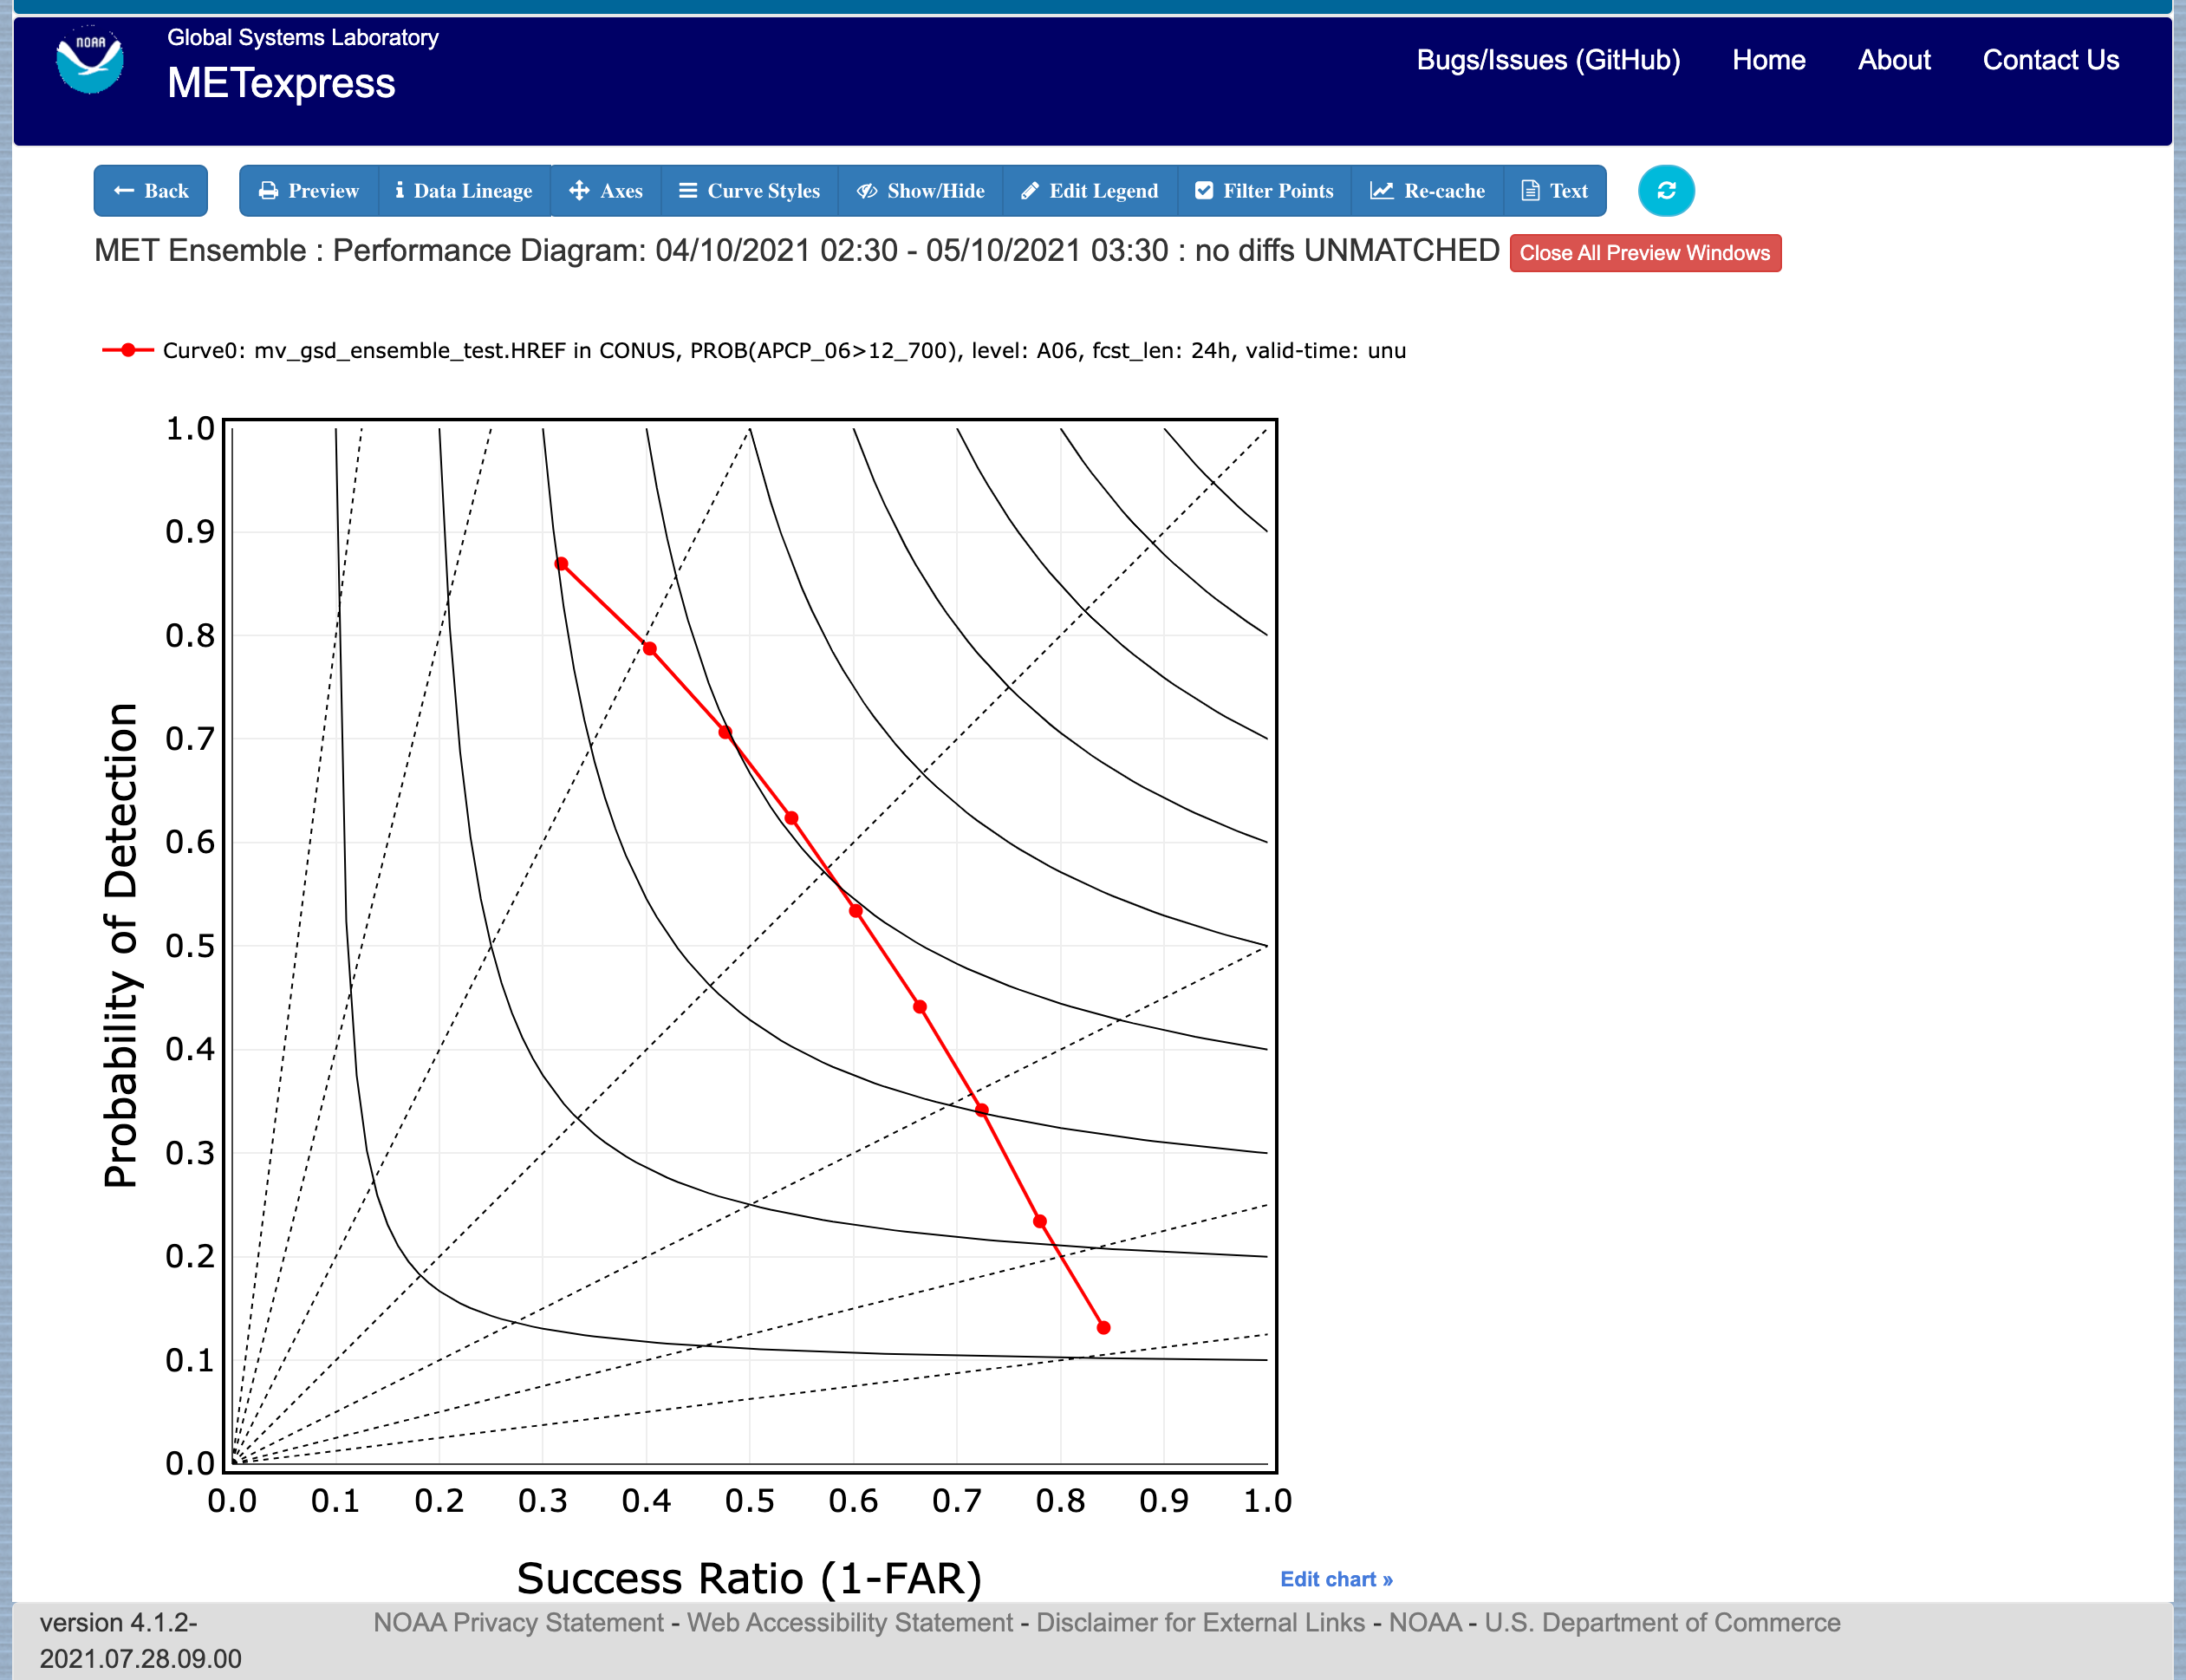 NOAA
Global Systems Laboratory
METexpress
Bugs/Issues (GitHub) Home About Contact Us
Back Preview Data Lineage Axes Curve Styles Show/Hide Edit Legend Filter Points Re-cache Text
MET Ensemble : Performance Diagram: 04/10/2021 02:30 - 05/10/2021 03:30 : no diffs UNMATCHED Close All Preview Windows
Curve0: mv_gsd_ensemble_test.HREF in CONUS, PROB(APCP_06>12_700), level: A06, fcst_len: 24h, valid-time: unu
1.0
0.9
0.8
0.7
0.6
0.5
0.4
0.3
0.2
0.1
0.0
Probability of Detection
0.0 0.1 0.2 0.3 0.4 0.5 0.6 0.7 0.8 0.9 1.0
Success Ratio (1-FAR)
Edit chart »
version 4.1.2-
2021.07.28.09.00
NOAA Privacy Statement - Web Accessibility Statement - Disclaimer for External Links - NOAA - U.S. Department of Commerce